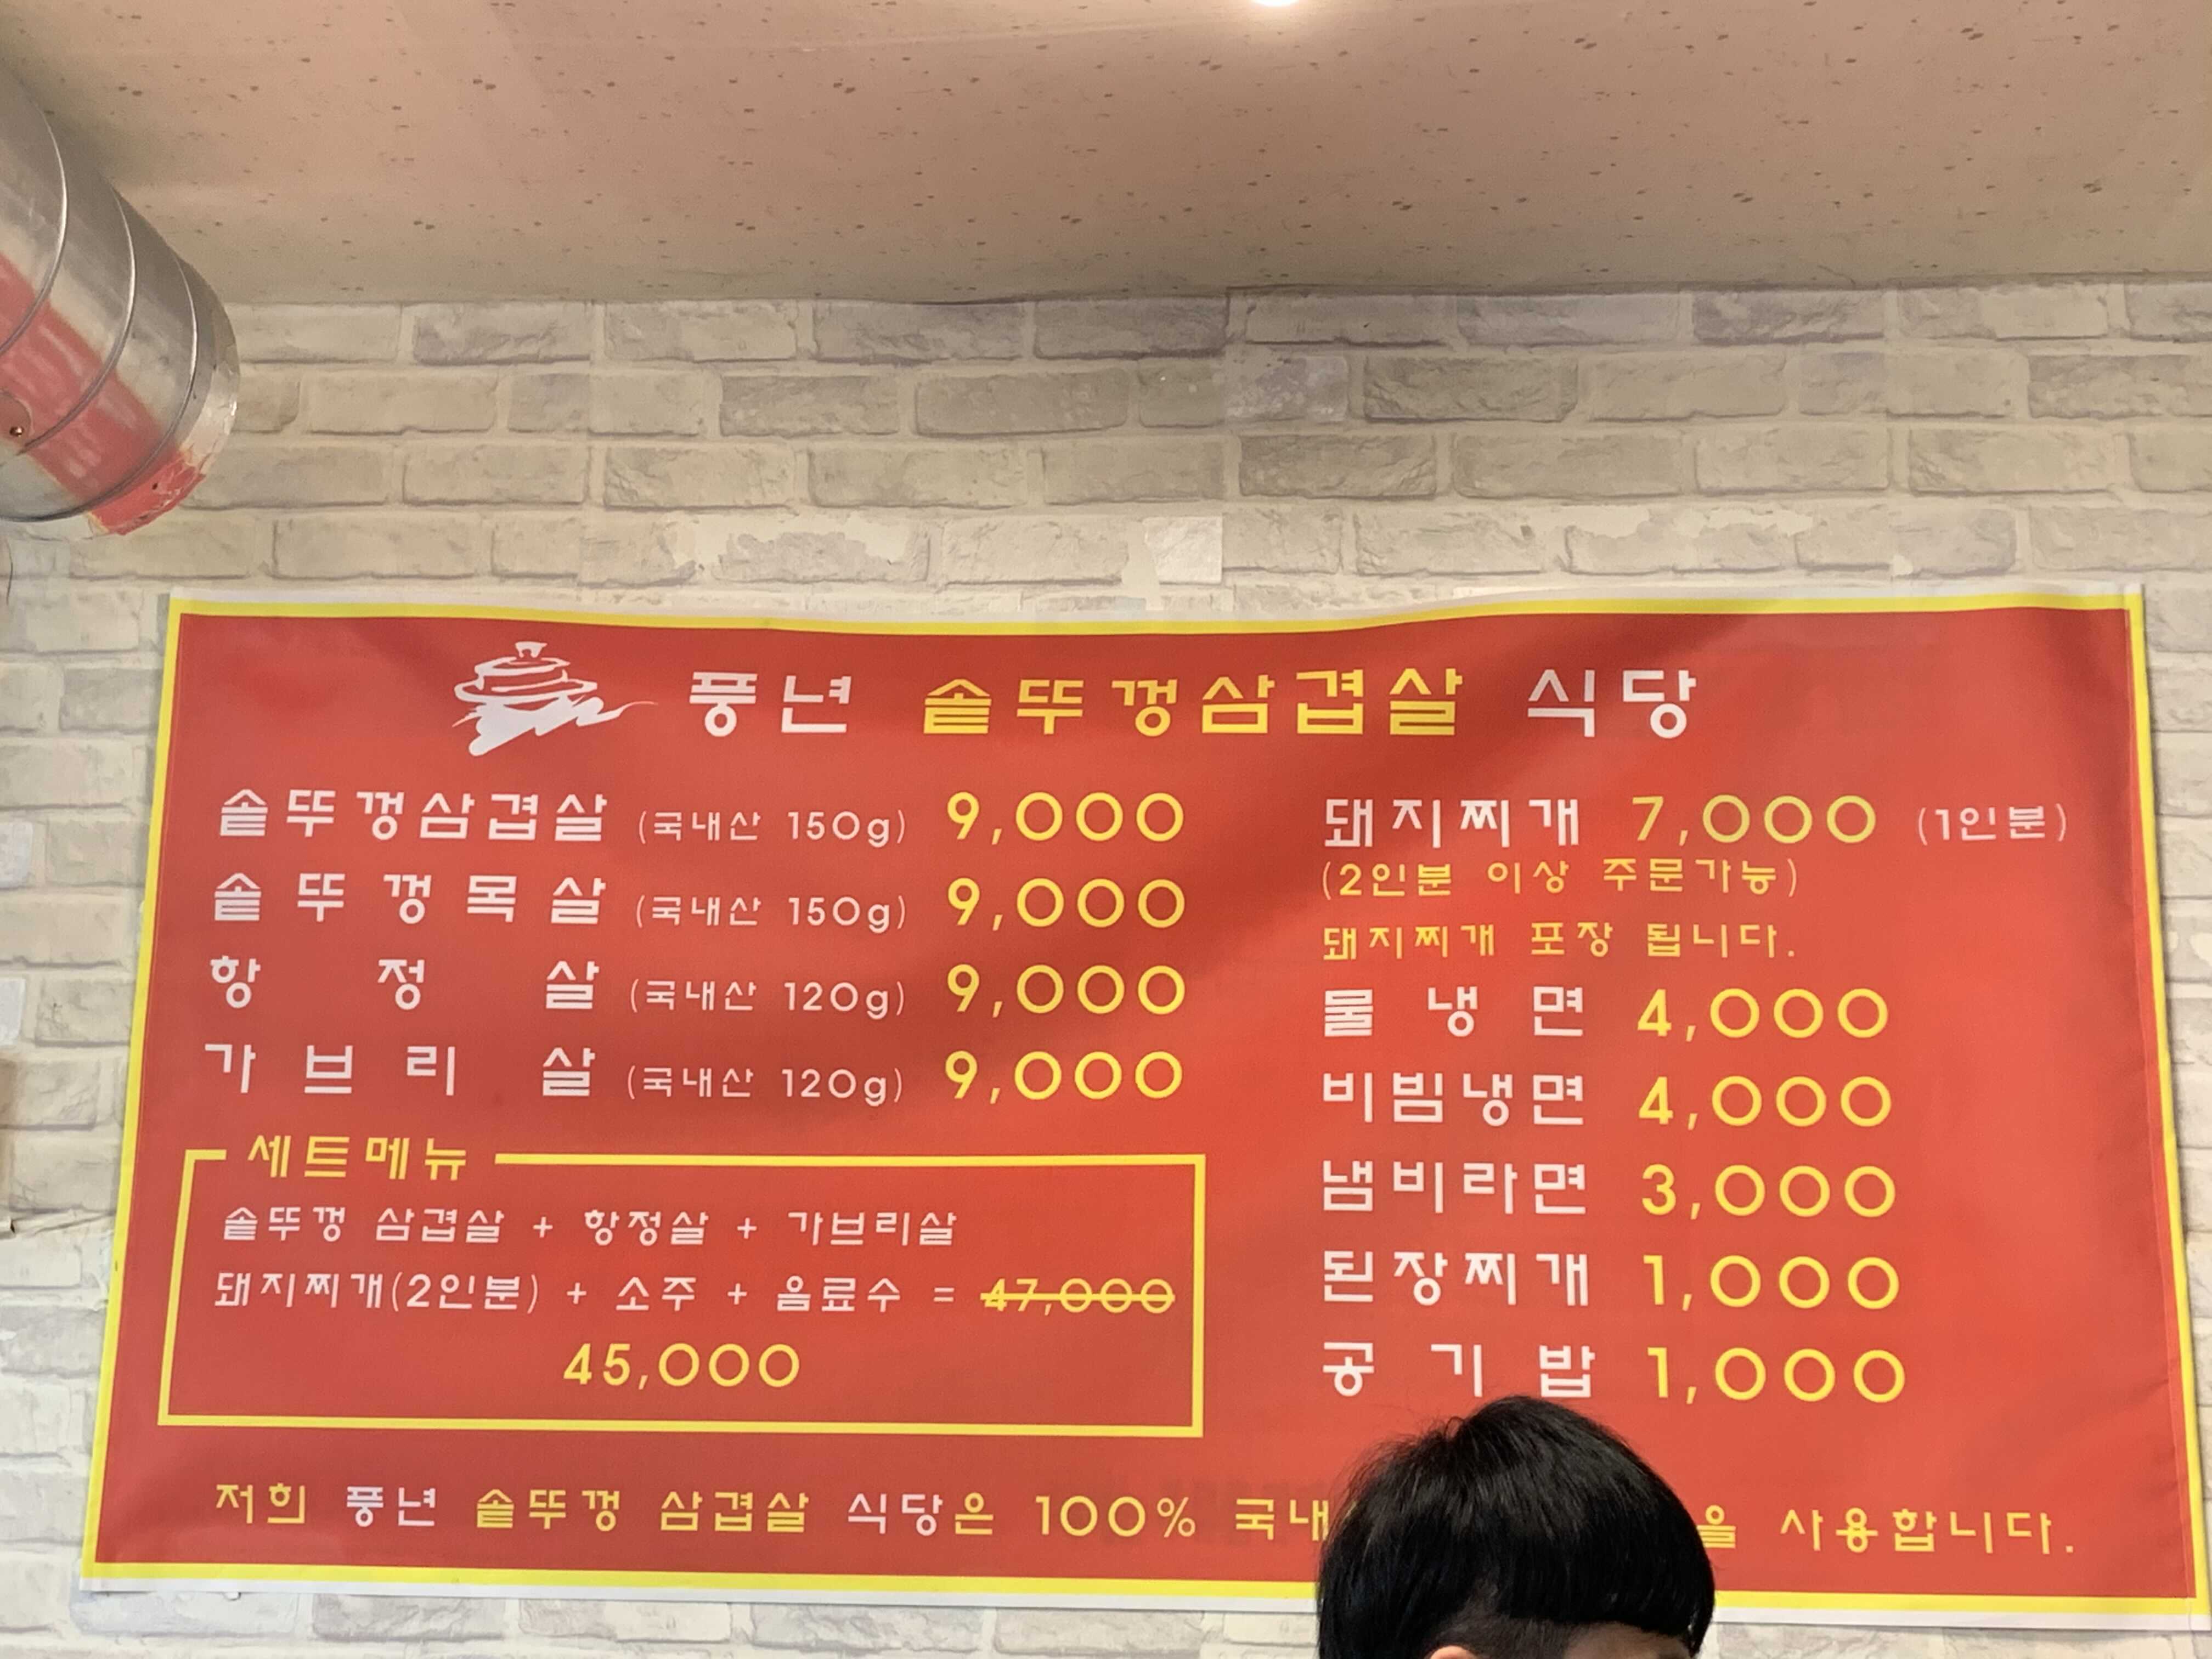 풍년 솥뚜껑삼겹살 식당
솥뚜껑삼겹살 (국내산 150g) 9,000
솥뚜껑목살 (국내산 150g) 9,000
항정살 (국내산 120g) 9,000
가브리살 (국내산 120g) 9,000
세트메뉴
솥뚜껑 삼겹살 + 항정살 + 가브리살
돼지찌개(2인분) + 소주 + 음료수 = 47,000
45,000
돼지찌개 7,000 (1인분)
(2인분 이상 주문가능)
돼지찌개 포장 됩니다.
물냉면 4,000
비빔냉면 4,000
냄비라면 3,000
된장찌개 1,000
공기밥 1,000
저희 풍년 솥뚜껑 삼겹살 식당은 100% 국내 을 사용합니다.